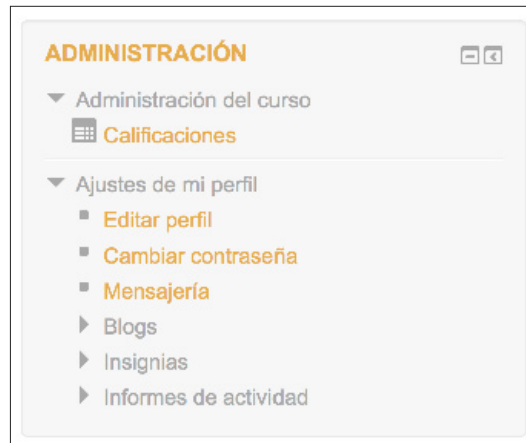 ADMINISTRACIÓN
Administración del curso
Calificaciones
Ajustes de mi perfil
Editar perfil
Cambiar contraseña
Mensajería
Blogs
Insignias
Informes de actividad